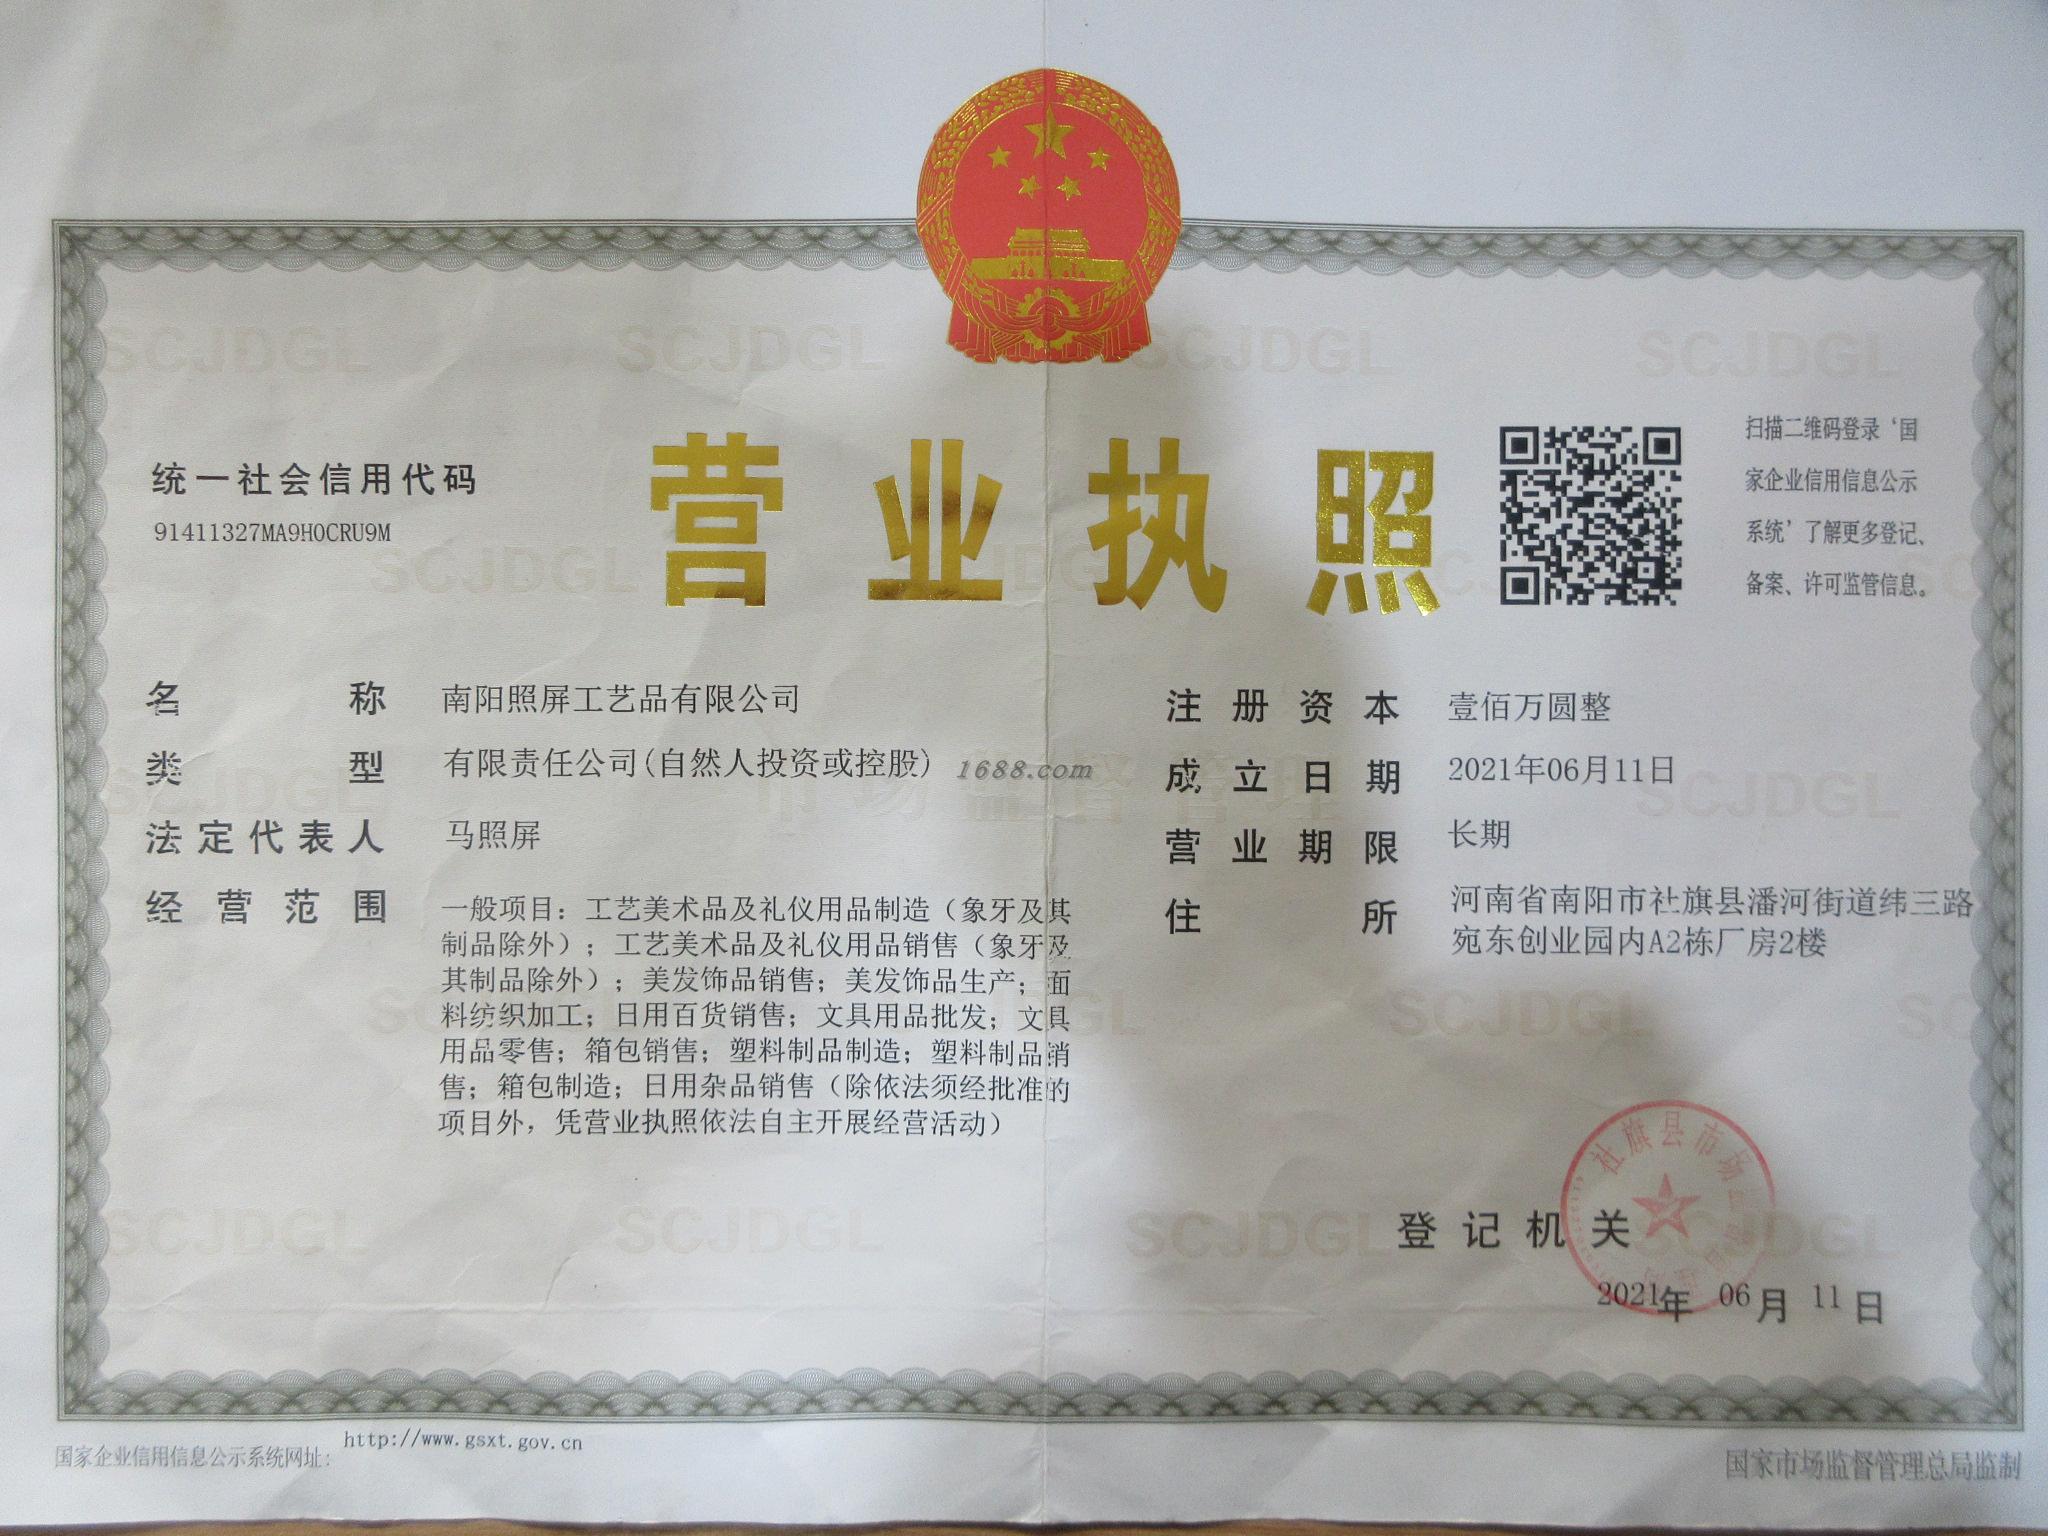 统一社会信用代码
91411327MA9H0CRU9M
营业执照
扫描二维码登录‘国
家企业信用信息公示
系统’了解更多登记、
备案、许可监管信息。
名称 南阳照屏工艺品有限公司
类型 有限责任公司(自然人投资或控股)
1688.com
法定代表人 马照屏
经营范围 一般项目：工艺美术品及礼仪用品制造（象牙及其
制品除外）；工艺美术品及礼仪用品销售（象牙及
其制品除外）；美发饰品销售；美发饰品生产；面
料纺织加工；日用百货销售；文具用品批发；文具
用品零售；箱包销售；塑料制品制造；塑料制品销
售；箱包制造；日用杂品销售（除依法须经批准的
项目外，凭营业执照依法自主开展经营活动）
注册资本 壹佰万圆整
成立日期 2021年06月11日
营业期限 长期
住所 河南省南阳市社旗县潘河街道纬三路
宛东创业园内A2栋厂房2楼
社旗县市场
登记机关
2021年 06月 11日
国家企业信用信息公示系统网址：http://www.gsxt.gov.cn
国家市场监督管理总局监制
SCJDGL
市场监督管理